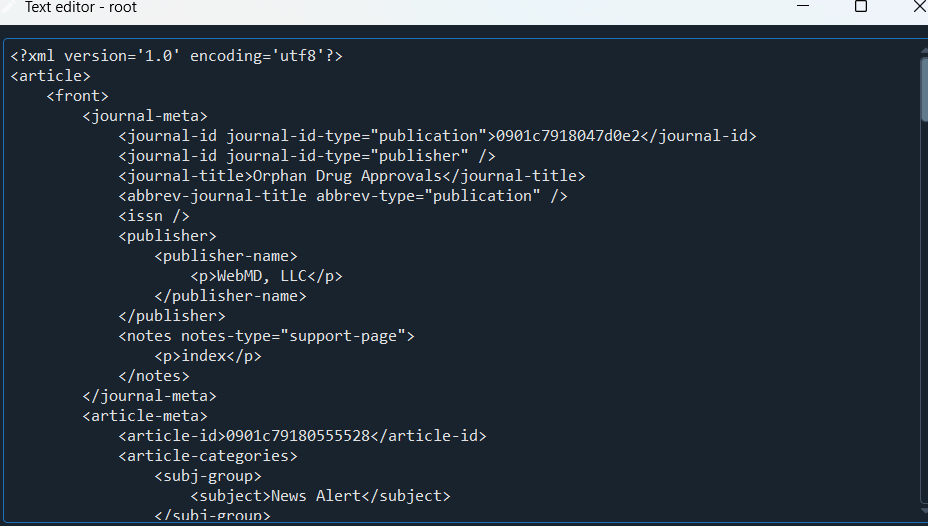 Text editor - root
<?xml version='1.0' encoding='utf8'?>
<article>
    <front>
        <journal-meta>
            <journal-id journal-id-type="publication">0901c7918047d0e2</journal-id>
            <journal-id journal-id-type="publisher" />
            <journal-title>Orphan Drug Approvals</journal-title>
            <abbrev-journal-title abbrev-type="publication" />
            <issn />
            <publisher>
                <publisher-name>
                    <p>WebMD, LLC</p>
                </publisher-name>
            </publisher>
            <notes notes-type="support-page">
                <p>index</p>
            </notes>
        </journal-meta>
        <article-meta>
            <article-id>0901c79180555528</article-id>
            <article-categories>
                <subj-group>
                    <subject>News Alert</subject>
                </subj-group>